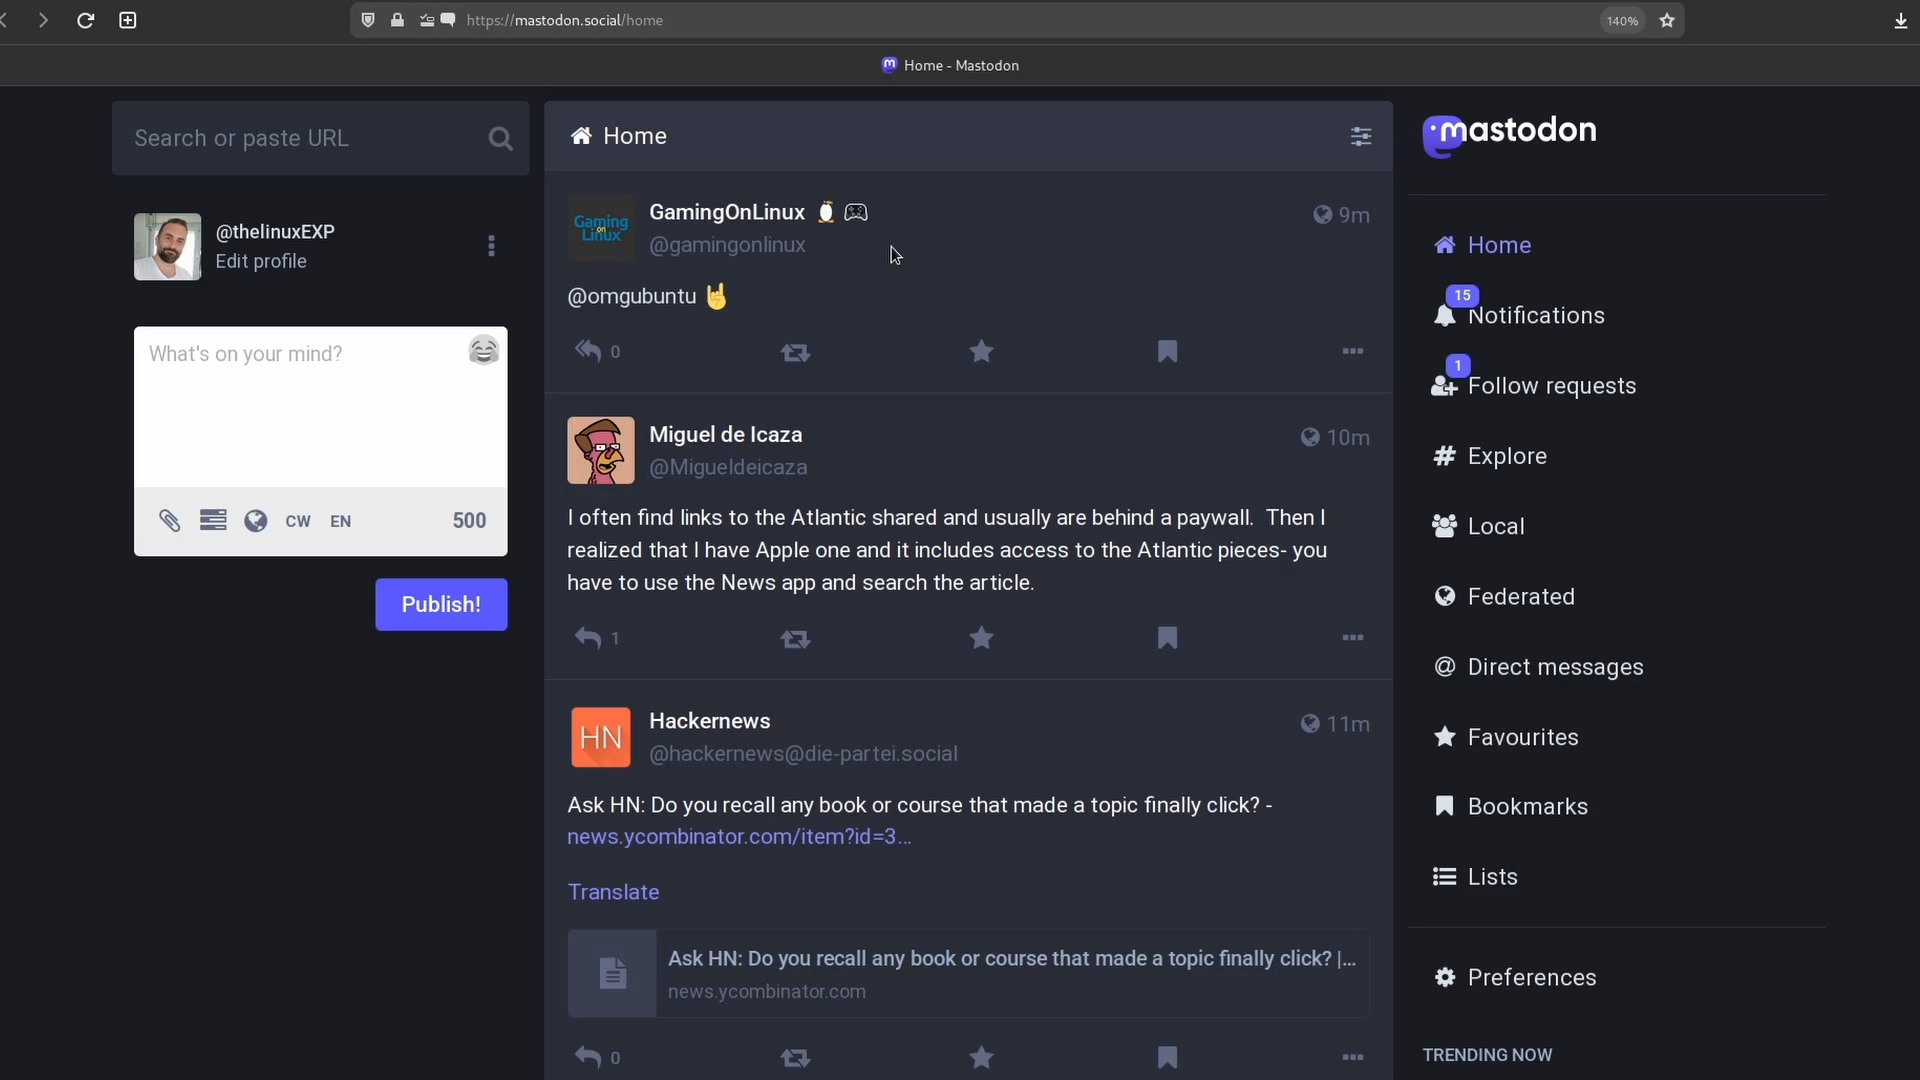 https://mastodon.social/home
140%
Home - Mastodon
Search or paste URL
@thelinuxEXP
Edit profile
What's on your mind?
CW EN 500
Publish!
Home
Gaming
on
Linux
GamingOnLinux 🐧 🎮
@gamingonlinux
9m
@omgubuntu 🤘
0
Miguel de Icaza
@Migueldeicaza
10m
I often find links to the Atlantic shared and usually are behind a paywall.  Then I
realized that I have Apple one and it includes access to the Atlantic pieces- you
have to use the News app and search the article.
1
HN
Hackernews
@hackernews@die-partei.social
11m
Ask HN: Do you recall any book or course that made a topic finally click? -
news.ycombinator.com/item?id=3...
Translate
Ask HN: Do you recall any book or course that made a topic finally click? |...
news.ycombinator.com
0
mastodon
Home
15
Notifications
1
Follow requests
Explore
Local
Federated
Direct messages
Favourites
Bookmarks
Lists
Preferences
TRENDING NOW